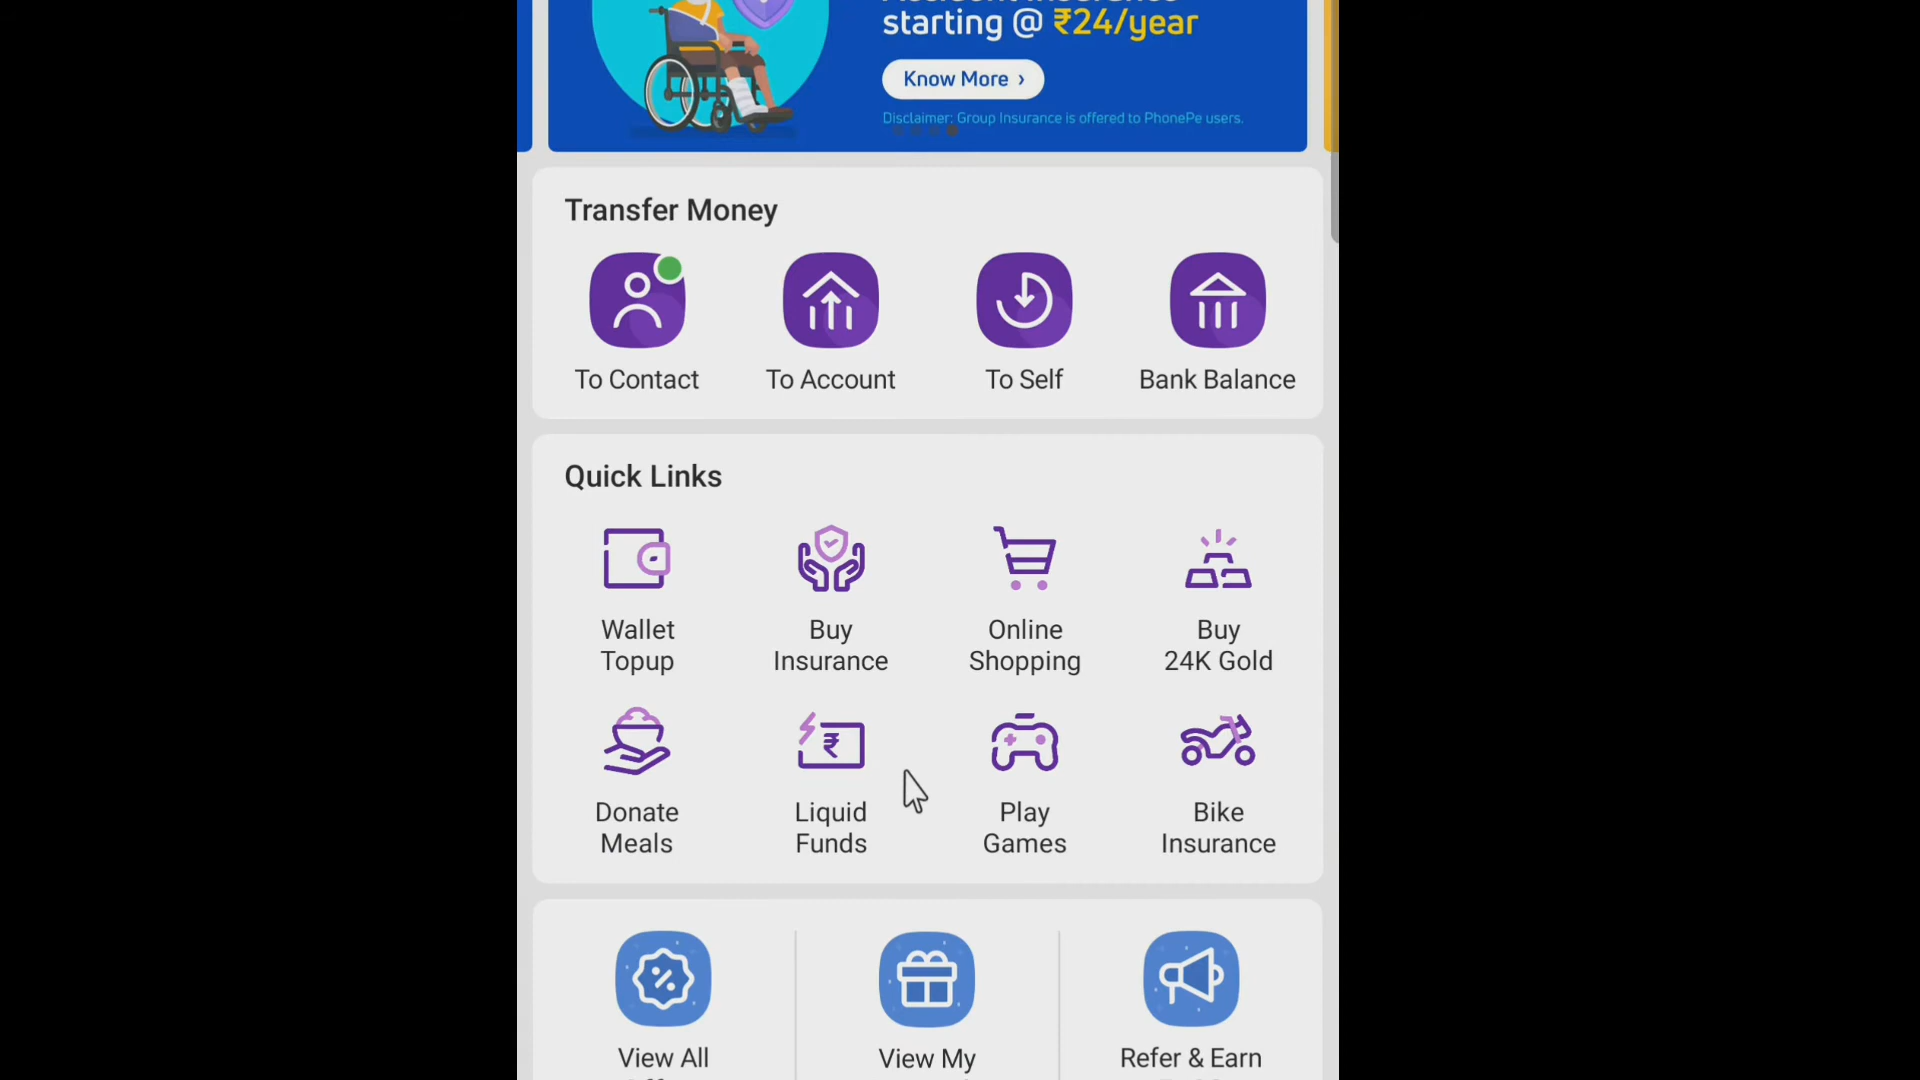 starting @ ₹24/year
Know More ›
Disclaimer: Group Insurance is offered to PhonePe users.
Transfer Money
To Contact
To Account
To Self
Bank Balance
Quick Links
Wallet
Topup
Buy
Insurance
Online
Shopping
Buy
24K Gold
Donate
Meals
Liquid
Funds
Play
Games
Bike
Insurance
View All
View My
Refer & Earn